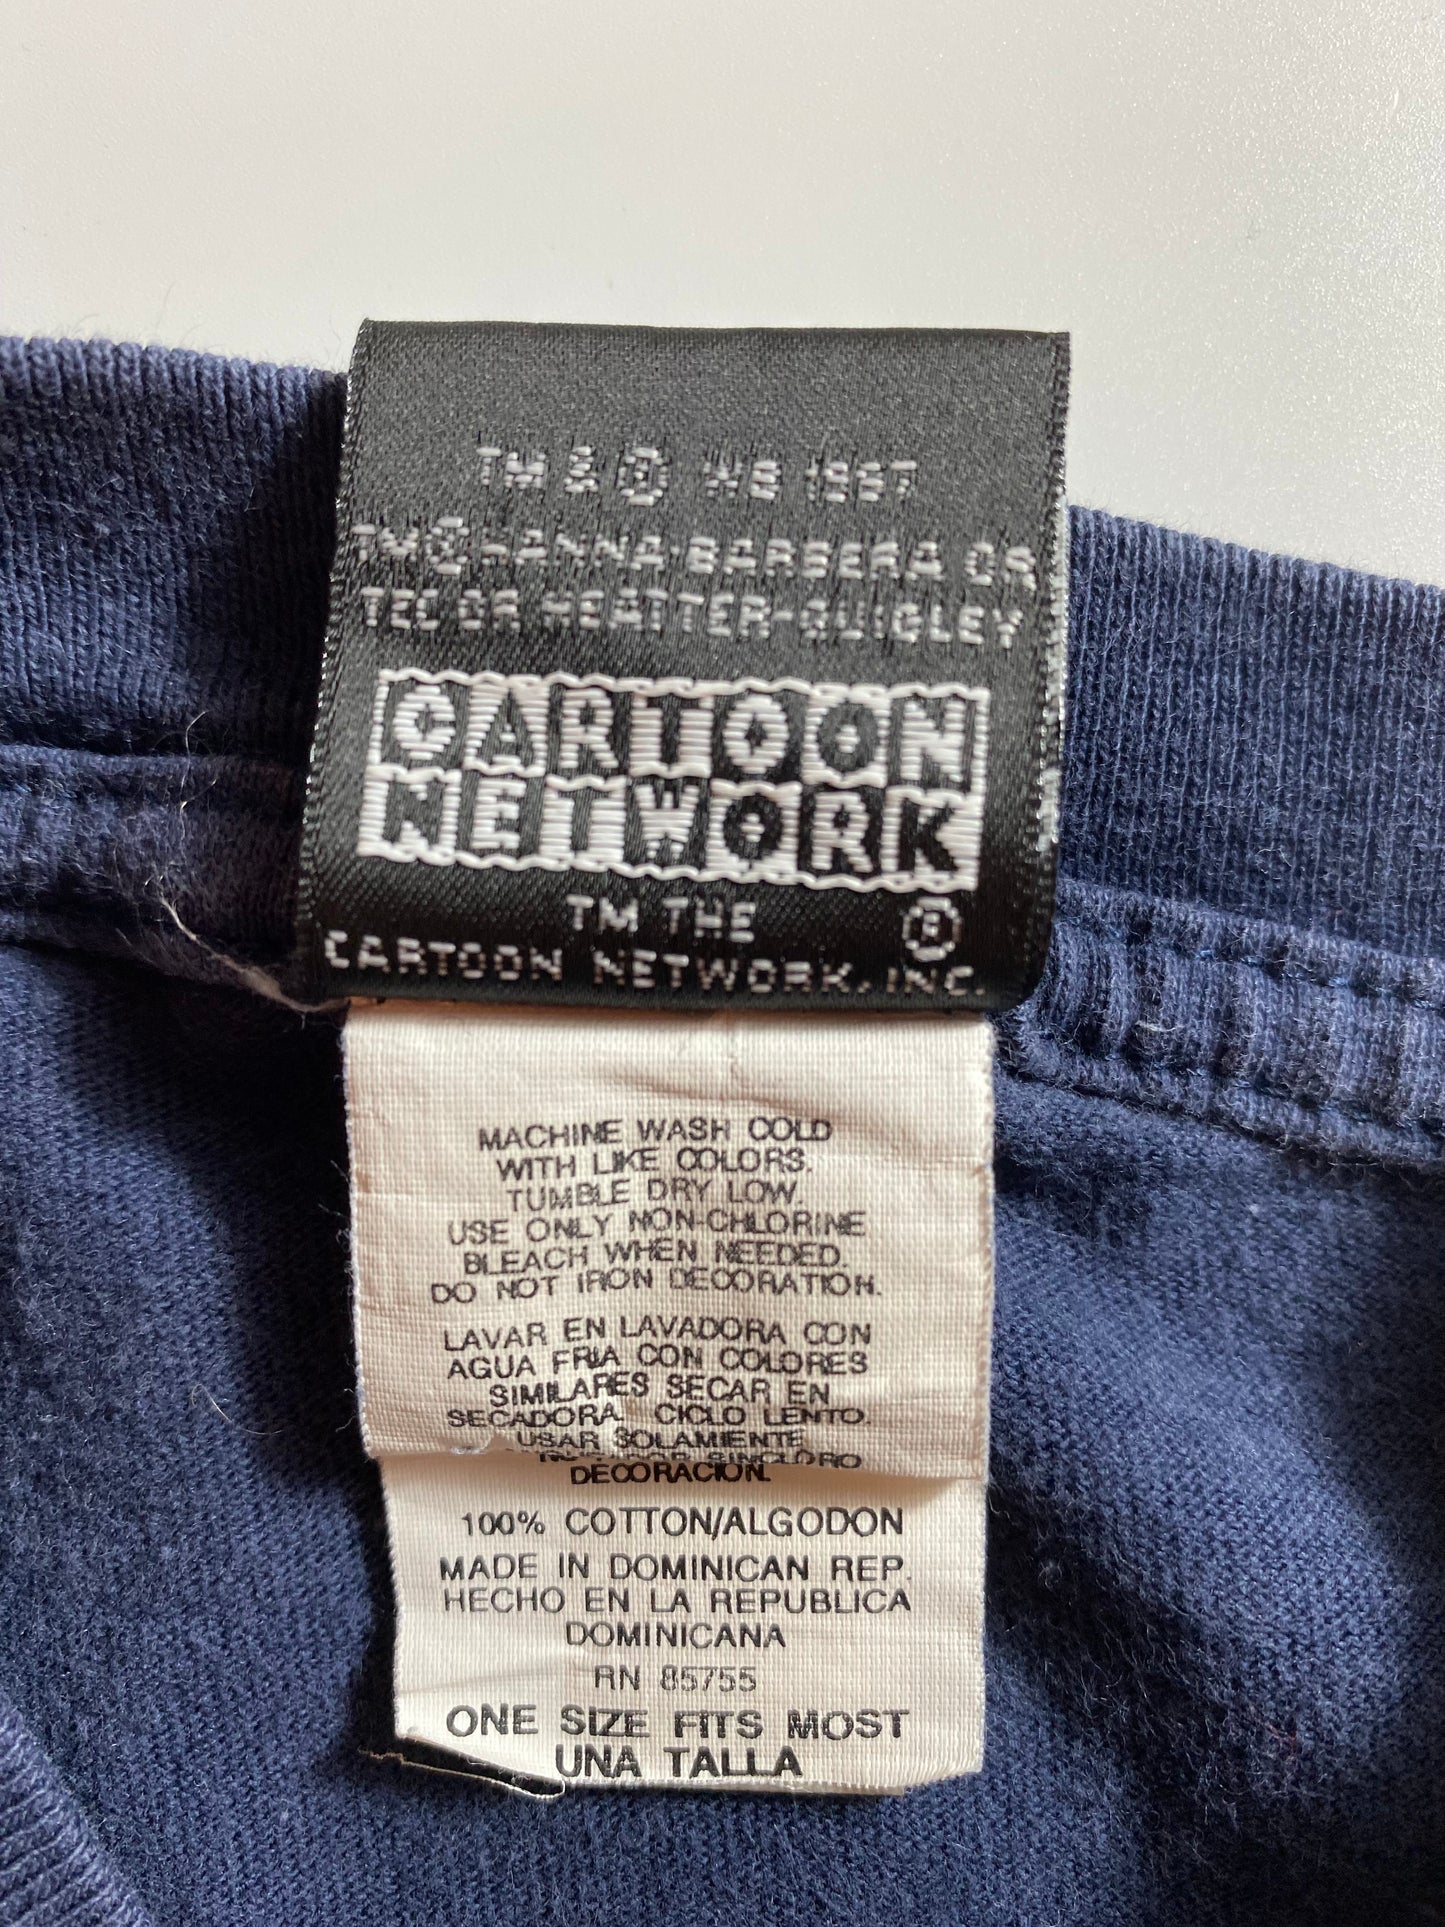 TM & © WB 1997
TM © HANNA-BARBERA OR
TEC OR HEATTER-QUIGLEY
CARTOON
NETWORK
TM THE ®
CARTOON NETWORK, INC.
MACHINE WASH COLD
WITH LIKE COLORS.
TUMBLE DRY LOW.
USE ONLY NON-CHLORINE
BLEACH WHEN NEEDED.
DO NOT IRON DECORATION.
LAVAR EN LAVADORA CON
AGUA FRIA CON COLORES
SIMILARES SECAR EN
SECADORA CICLO LENTO.
USAR SOLAMIENTE
DECORACION.
100% COTTON/ALGODON
MADE IN DOMINICAN REP.
HECHO EN LA REPUBLICA
DOMINICANA
RN 85755
ONE SIZE FITS MOST
UNA TALLA